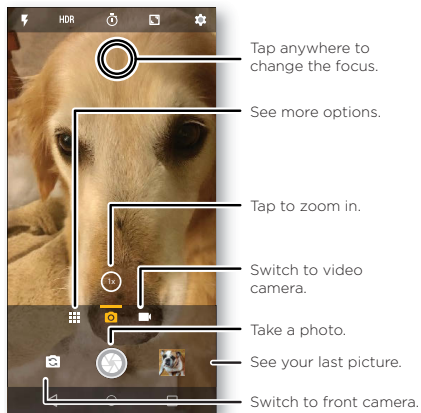 HDR
Tap anywhere to
change the focus.
See more options.
Tap to zoom in.
1x
Switch to video
camera.
Take a photo.
See your last picture.
Switch to front camera.